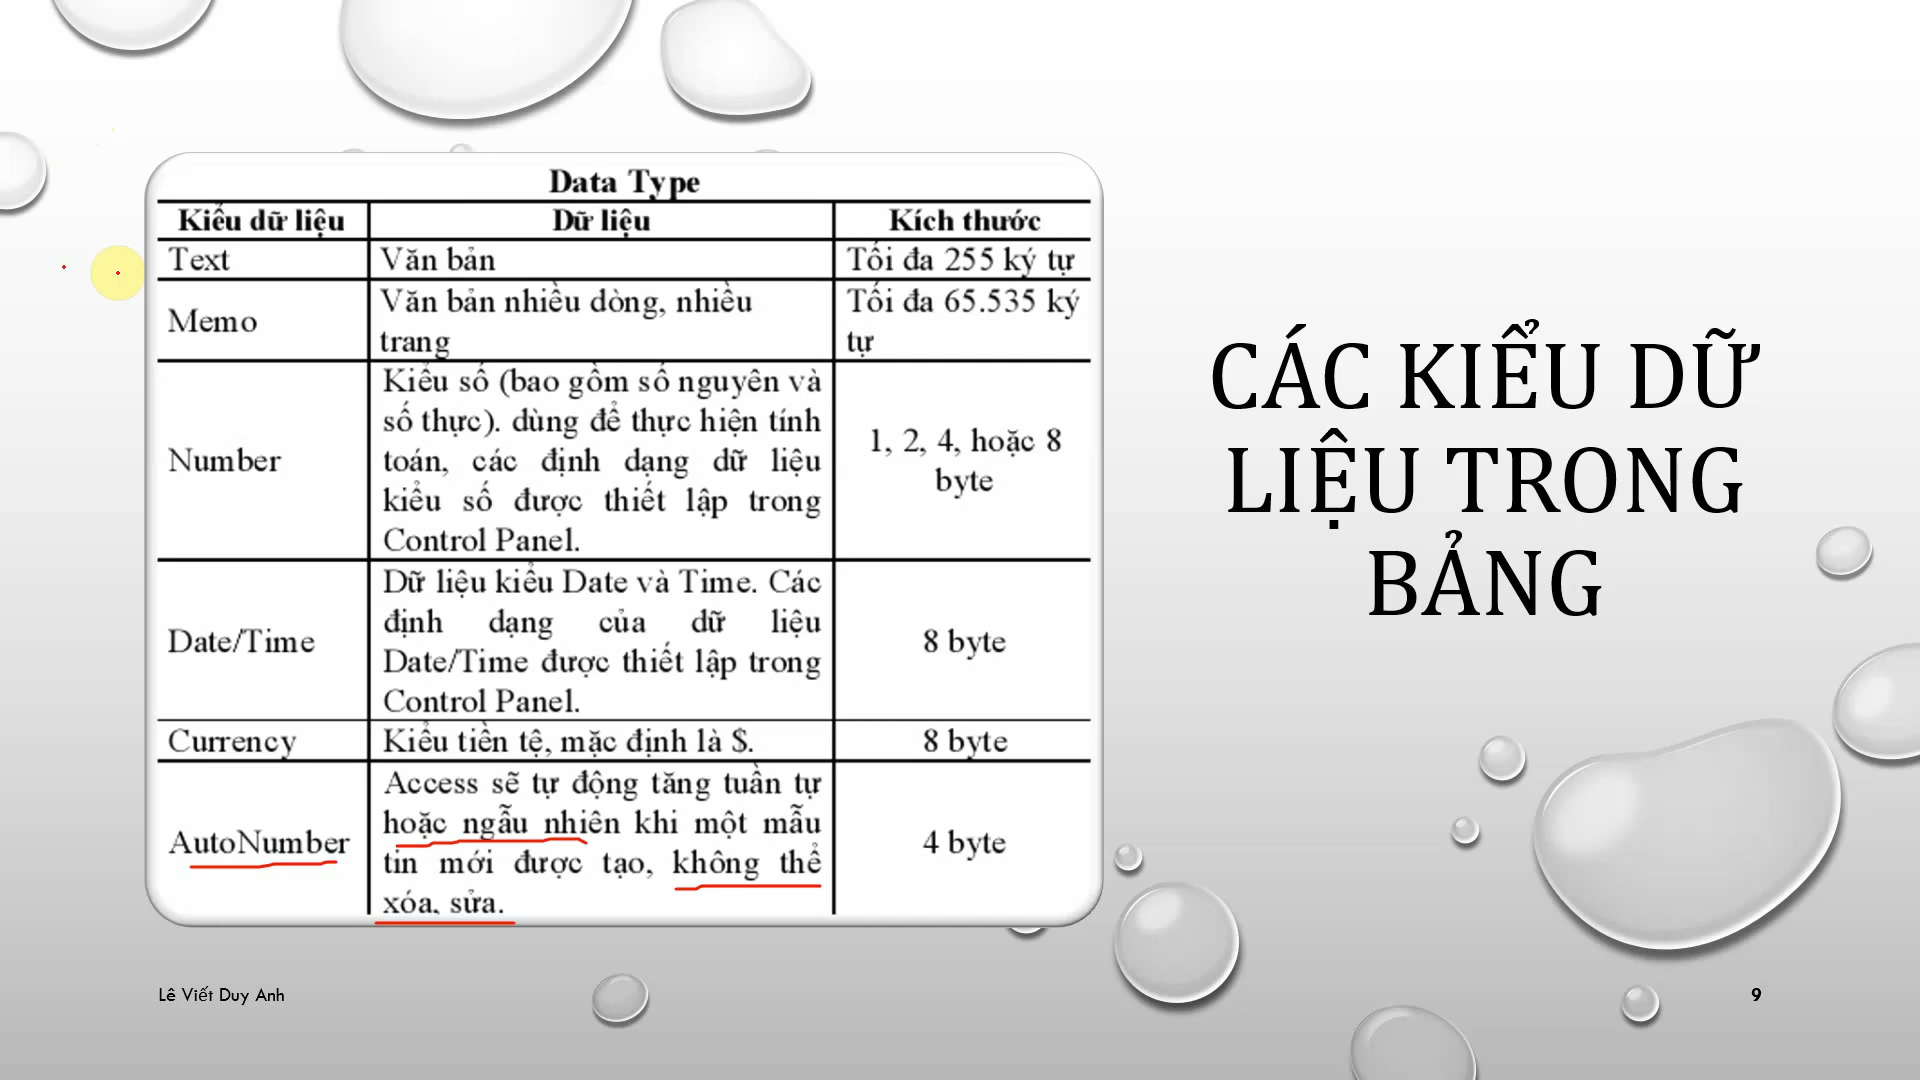 Data Type
Kiểu dữ liệu Dữ liệu Kích thước
Text Văn bản Tối đa 255 ký tự
Memo
Văn bản nhiều dòng, nhiều
trang
Tối đa 65.535 ký
tự
Number
Kiểu số (bao gồm số nguyên và
số thực). dùng để thực hiện tính
toán, các định dạng dữ liệu
kiểu số được thiết lập trong
Control Panel.
1, 2, 4, hoặc 8
byte
Date/Time
Dữ liệu kiểu Date và Time. Các
định dạng của dữ liệu
Date/Time được thiết lập trong
Control Panel.
8 byte
Currency Kiểu tiền tệ, mặc định là $. 8 byte
AutoNumber
Access sẽ tự động tăng tuần tự
hoặc ngẫu nhiên khi một mẫu
tin mới được tạo, không thể
xóa, sửa.
4 byte
CÁC KIỂU DỮ
LIỆU TRONG
BẢNG
Lê Viết Duy Anh
9